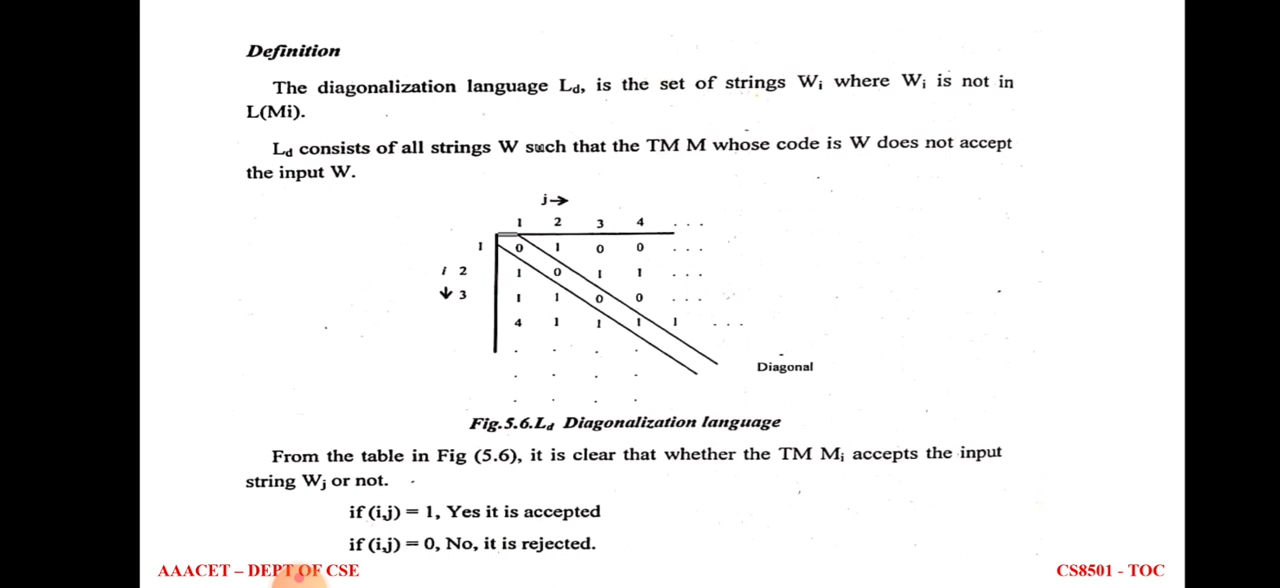 Definition
The diagonalization language Ld, is the set of strings Wi where Wi is not in
L(Mi).
Ld consists of all strings W such that the TM M whose code is W does not accept
the input W.
j→
1 2 3 4 . . .
1 0 1 0 0 . . .
i 2 1 0 1 1 . . .
↓ 3 1 1 0 0 . . .
4 1 1 1 1 . . .
. . . .
Diagonal
. . . .
. . . .
Fig.5.6.Ld Diagonalization language
From the table in Fig (5.6), it is clear that whether the TM Mi accepts the input
string Wj or not.
if (i,j) = 1, Yes it is accepted
if (i,j) = 0, No, it is rejected.
AAACET – DEPT OF CSE
CS8501 - TOC